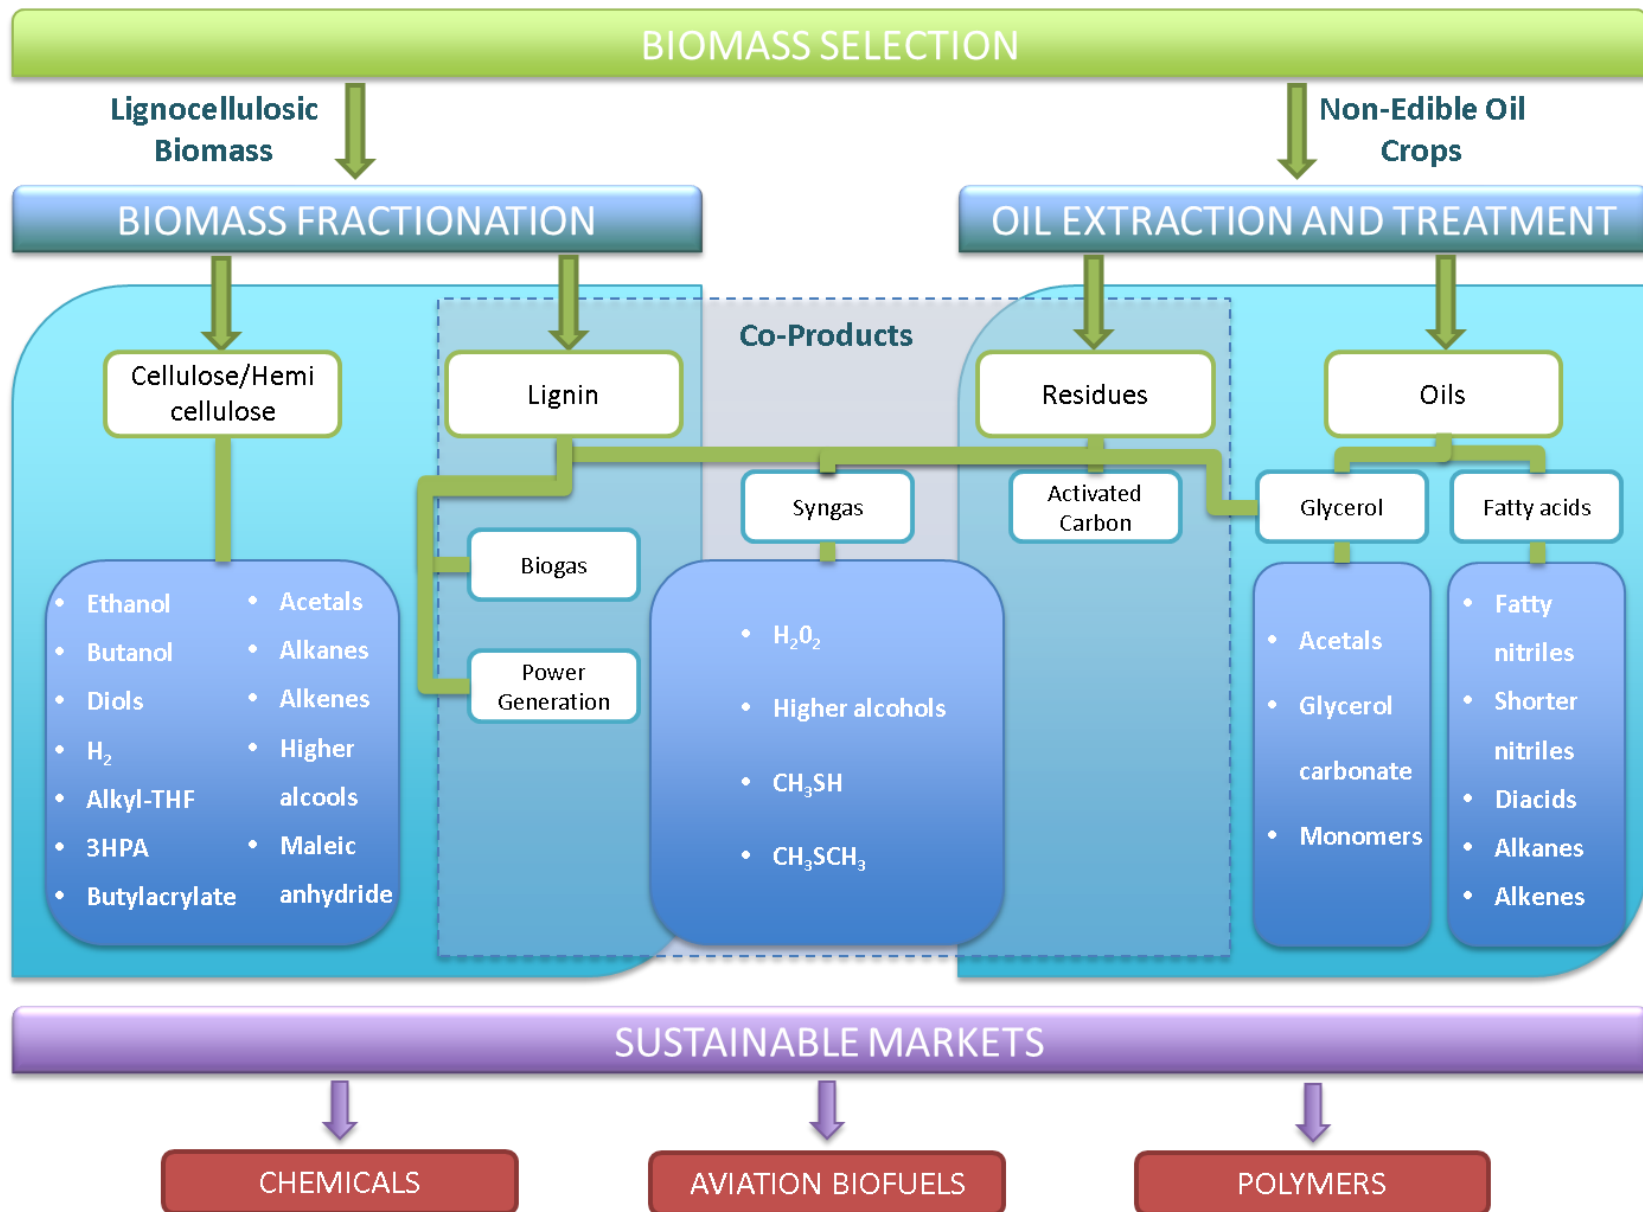 BIOMASS SELECTION
Lignocellulosic
Biomass
Non-Edible Oil
Crops
BIOMASS FRACTIONATION
OIL EXTRACTION AND TREATMENT
Co-Products
Cellulose/Hemi
cellulose
Lignin
Residues
Oils
Syngas
Activated
Carbon
Glycerol
Fatty acids
Biogas
Power
Generation
• Ethanol
• Butanol
• Diols
• H₂
• Alkyl-THF
• 3HPA
• Butylacrylate
• Acetals
• Alkanes
• Alkenes
• Higher
alcools
• Maleic
anhydride
• H₂0₂
• Higher alcohols
• CH₃SH
• CH₃SCH₃
• Acetals
• Glycerol
carbonate
• Monomers
• Fatty
nitriles
• Shorter
nitriles
• Diacids
• Alkanes
• Alkenes
SUSTAINABLE MARKETS
CHEMICALS
AVIATION BIOFUELS
POLYMERS